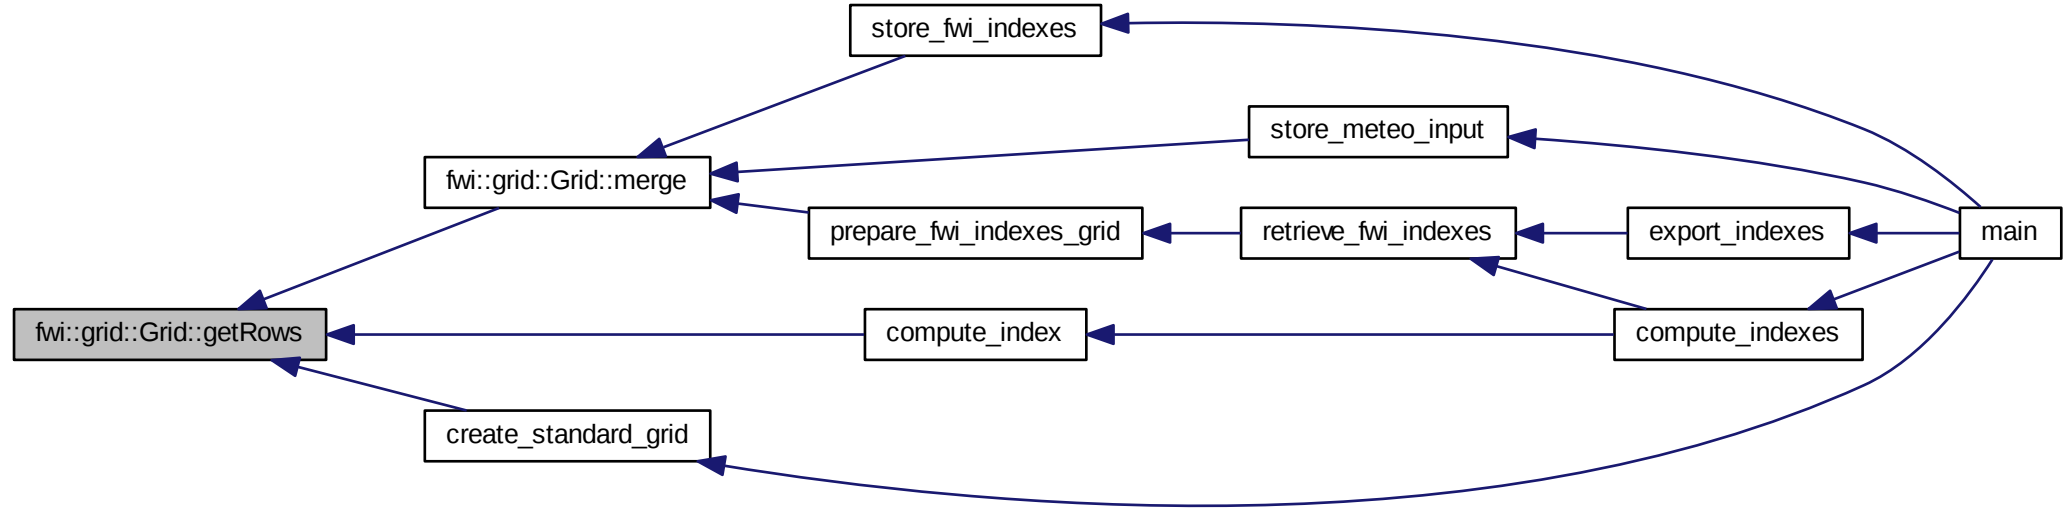 store_fwi_indexes
store_meteo_input
fwi::grid::Grid::merge
prepare_fwi_indexes_grid
retrieve_fwi_indexes
export_indexes
main
fwi::grid::Grid::getRows
compute_index
compute_indexes
create_standard_grid